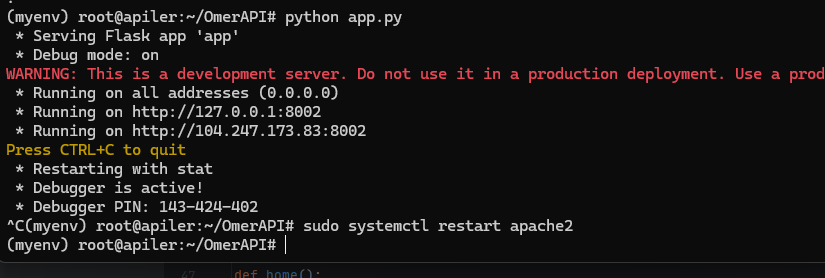 (myenv) root@apiler:~/OmerAPI# python app.py
 * Serving Flask app 'app'
 * Debug mode: on
WARNING: This is a development server. Do not use it in a production deployment. Use a prod
 * Running on all addresses (0.0.0.0)
 * Running on http://127.0.0.1:8002
 * Running on http://104.247.173.83:8002
Press CTRL+C to quit
 * Restarting with stat
 * Debugger is active!
 * Debugger PIN: 143-424-402
^C(myenv) root@apiler:~/OmerAPI# sudo systemctl restart apache2
(myenv) root@apiler:~/OmerAPI#
47 def home():